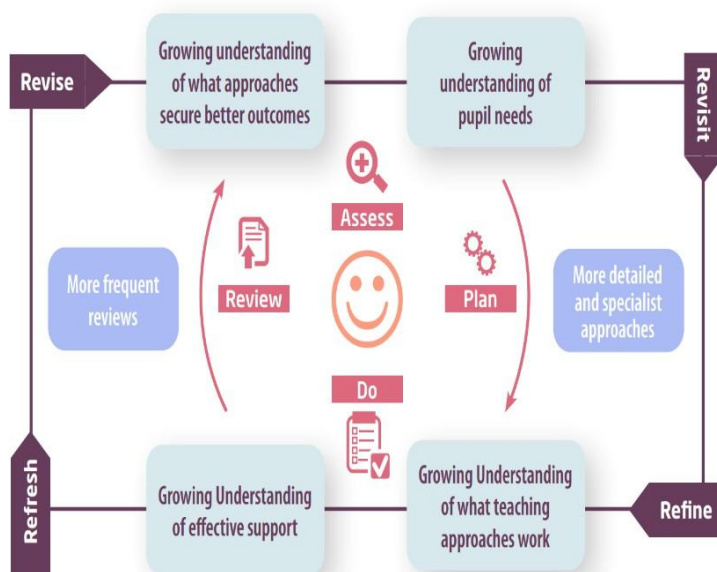 Revise
Growing understanding
of what approaches
secure better outcomes
Growing
understanding of
pupil needs
Revisit
Assess
More frequent
reviews
Review
Plan
More detailed
and specialist
approaches
Do
Refresh
Growing Understanding
of effective support
Growing Understanding
of what teaching
approaches work
Refine